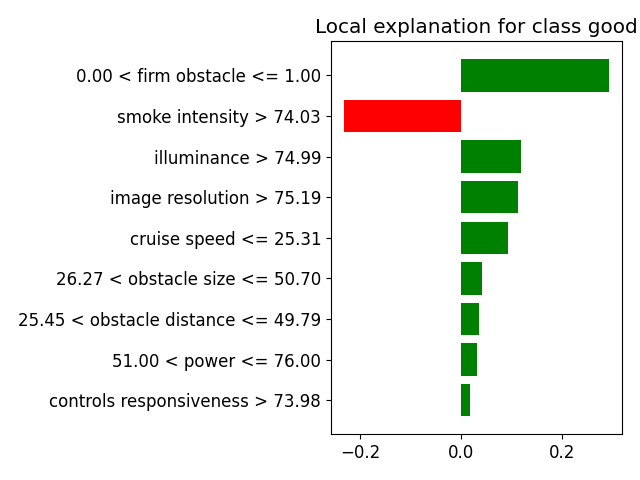 Local explanation for class good
0.00 < firm obstacle <= 1.00
smoke intensity > 74.03
illuminance > 74.99
image resolution > 75.19
cruise speed <= 25.31
26.27 < obstacle size <= 50.70
25.45 < obstacle distance <= 49.79
51.00 < power <= 76.00
controls responsiveness > 73.98
−0.2 0.0 0.2